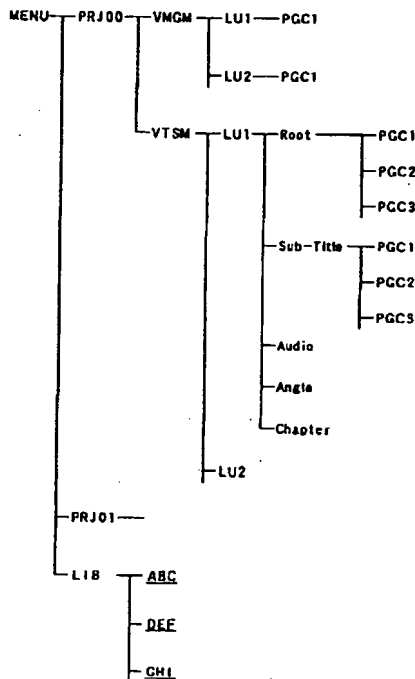 MENU PRJ00 VMGM LU1 PGC1
LU2 PGC1
VTSM LU1 Root PGC1
PGC2
PGC3
Sub-Title PGC1
PGC2
PGC3
Audio
Angle
Chapter
LU2
PRJ01
LIB ABC
DEF
GHI